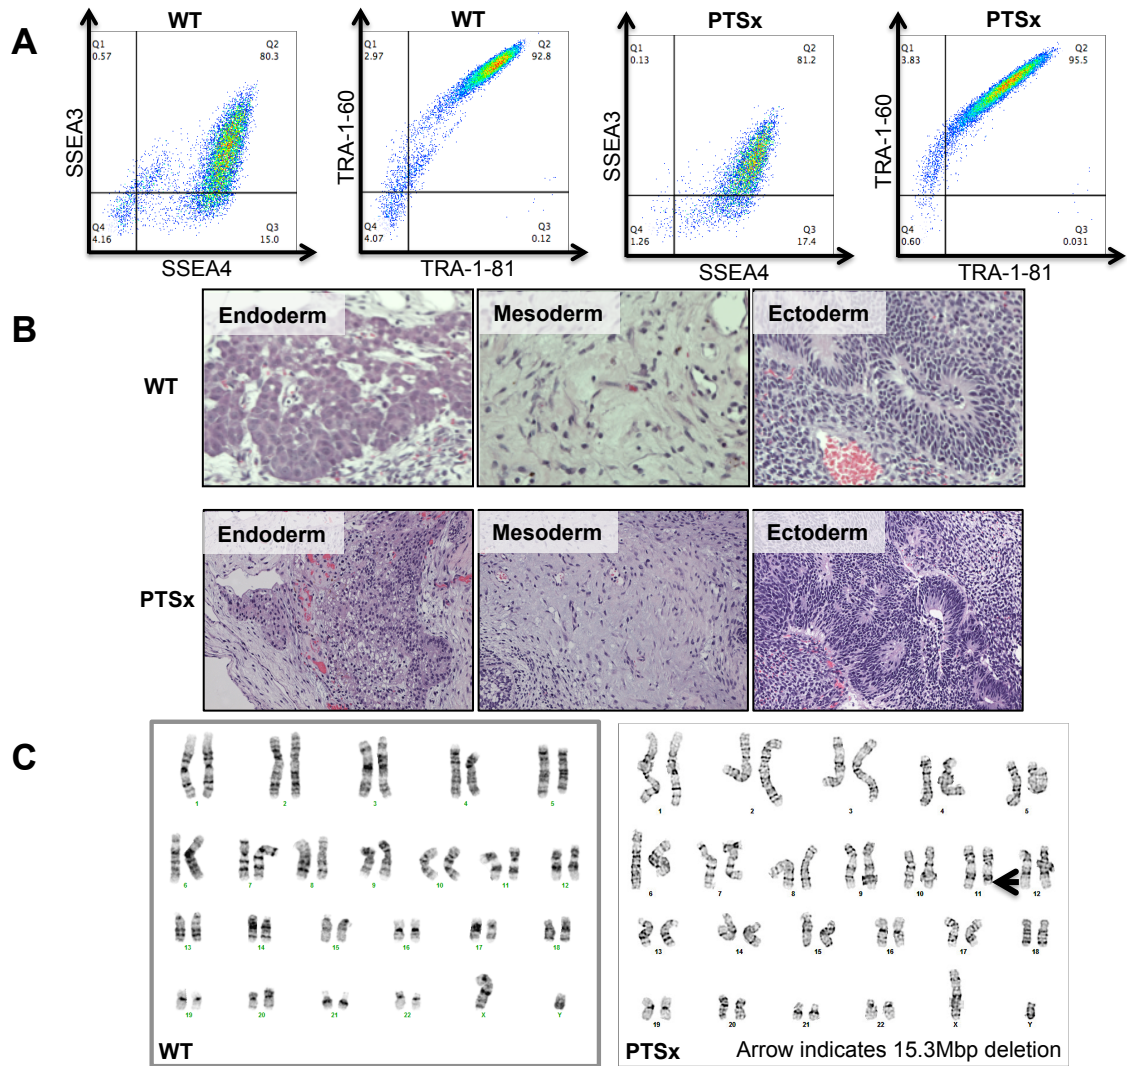 A
WT
WT
PTSx
PTSx
Q1
0.57
Q2
80.3
Q4
4.16
Q3
15.0
SSEA3
SSEA4
Q1
2.97
Q2
92.8
Q4
4.07
Q3
0.12
TRA-1-60
TRA-1-81
Q1
0.13
Q2
81.2
Q4
1.26
Q3
17.4
SSEA3
SSEA4
Q1
3.83
Q2
95.5
Q4
0.60
Q3
0.031
TRA-1-60
TRA-1-81
B
WT
Endoderm
Mesoderm
Ectoderm
PTSx
Endoderm
Mesoderm
Ectoderm
C
1 2 3 4 5
6 7 8 9 10 11 12
13 14 15 16 17 18
19 20 21 22 X Y
WT
1 2 3 4 5
6 7 8 9 10 11 12
13 14 15 16 17 18
19 20 21 22 X Y
PTSx
Arrow indicates 15.3Mbp deletion